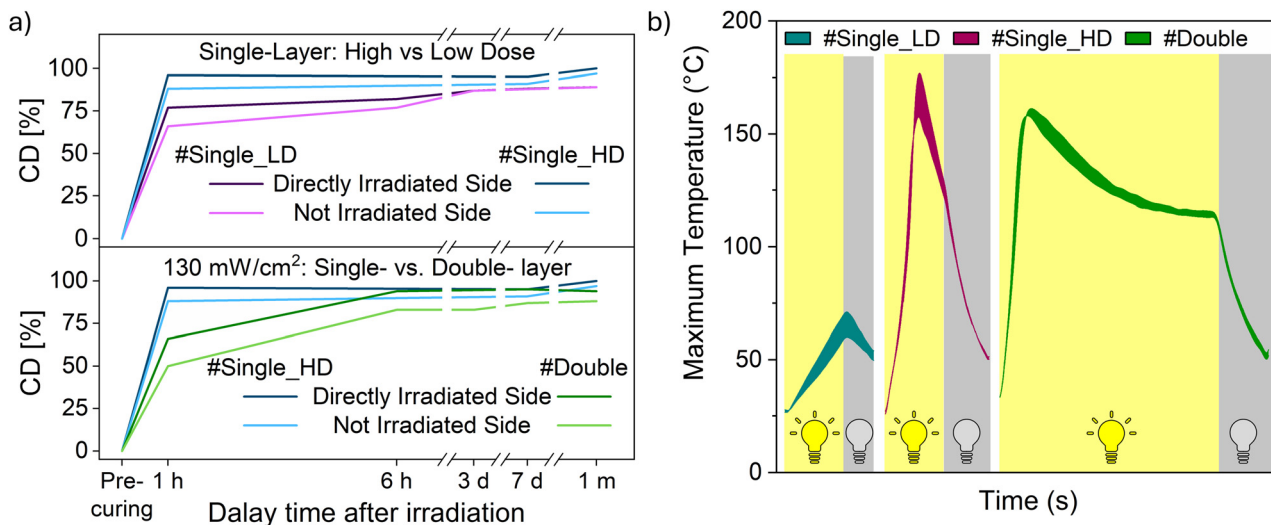 a)
Single-Layer: High vs Low Dose
CD [%]
100
75
50
25
0
#Single_LD
#Single_HD
Directly Irradiated Side
Not Irradiated Side
130 mW/cm²: Single- vs. Double- layer
CD [%]
100
75
50
25
0
#Single_HD
#Double
Directly Irradiated Side
Not Irradiated Side
Pre-curing
1 h
6 h
3 d
7 d
1 m
Dalay time after irradiation
b)
#Single_LD
#Single_HD
#Double
Maximum Temperature (°C)
200
150
100
50
0
Time (s)